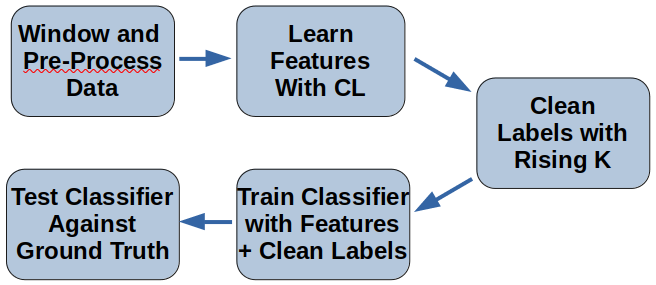 Window and
Pre-Process
Data
Learn
Features
With CL
Clean
Labels with
Rising K
Train Classifier
with Features
+ Clean Labels
Test Classifier
Against
Ground Truth